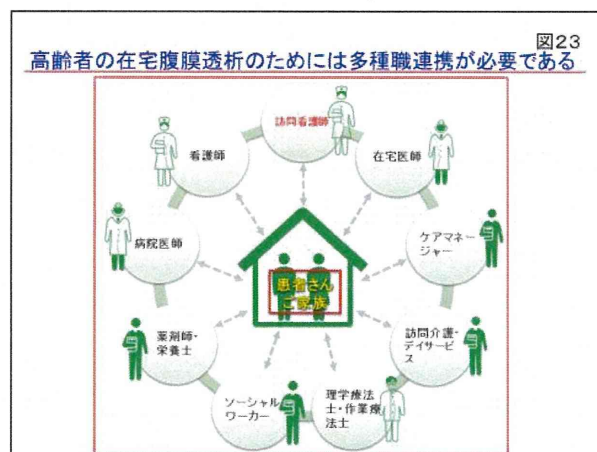 図23
高齢者の在宅腹膜透析のためには多種職連携が必要である
訪問看護師
看護師
在宅医師
病院医師
ケアマネー
ジャー
患者さん
ご家族
薬剤師・
栄養士
訪問介護・
デイサービ
ス
ソーシャル
ワーカー
理学療法
士・作業療
法士